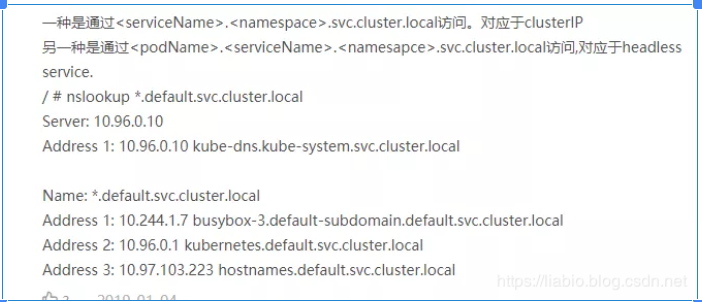 一种是通过<serviceName>.<namespace>.svc.cluster.local访问。对应于clusterIP
另一种是通过<podName>.<serviceName>.<namesapce>.svc.cluster.local访问,对应于headless
service.
/ # nslookup *.default.svc.cluster.local
Server: 10.96.0.10
Address 1: 10.96.0.10 kube-dns.kube-system.svc.cluster.local

Name: *.default.svc.cluster.local
Address 1: 10.244.1.7 busybox-3.default-subdomain.default.svc.cluster.local
Address 2: 10.96.0.1 kubernetes.default.svc.cluster.local
Address 3: 10.97.103.223 hostnames.default.svc.cluster.local
https://liabio.blog.csdn.net